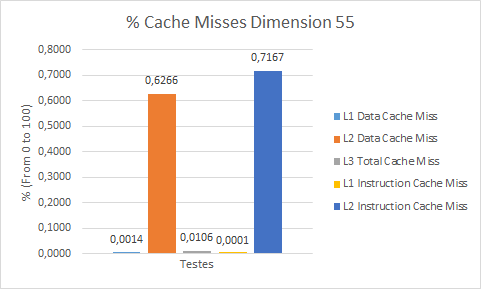 % Cache Misses Dimension 55
% (From 0 to 100)
0,8000
0,7000
0,6000
0,5000
0,4000
0,3000
0,2000
0,1000
0,0000
0,0014
0,6266
0,0106
0,0001
0,7167
Testes
L1 Data Cache Miss
L2 Data Cache Miss
L3 Total Cache Miss
L1 Instruction Cache Miss
L2 Instruction Cache Miss